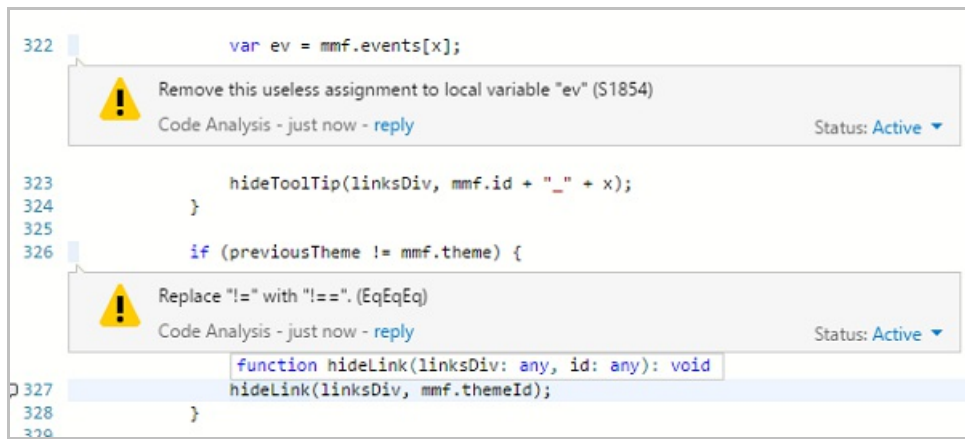 322 var ev = mmf.events[x];
Remove this useless assignment to local variable "ev" (S1854)
Code Analysis - just now - reply
Status: Active
323 hideToolTip(linksDiv, mmf.id + "_" + x);
324 }
325
326 if (previousTheme != mmf.theme) {
Replace "!=" with "!==". (EqEqEq)
Code Analysis - just now - reply
Status: Active
function hideLink(linksDiv: any, id: any): void
327 hideLink(linksDiv, mmf.themeId);
328 }
329